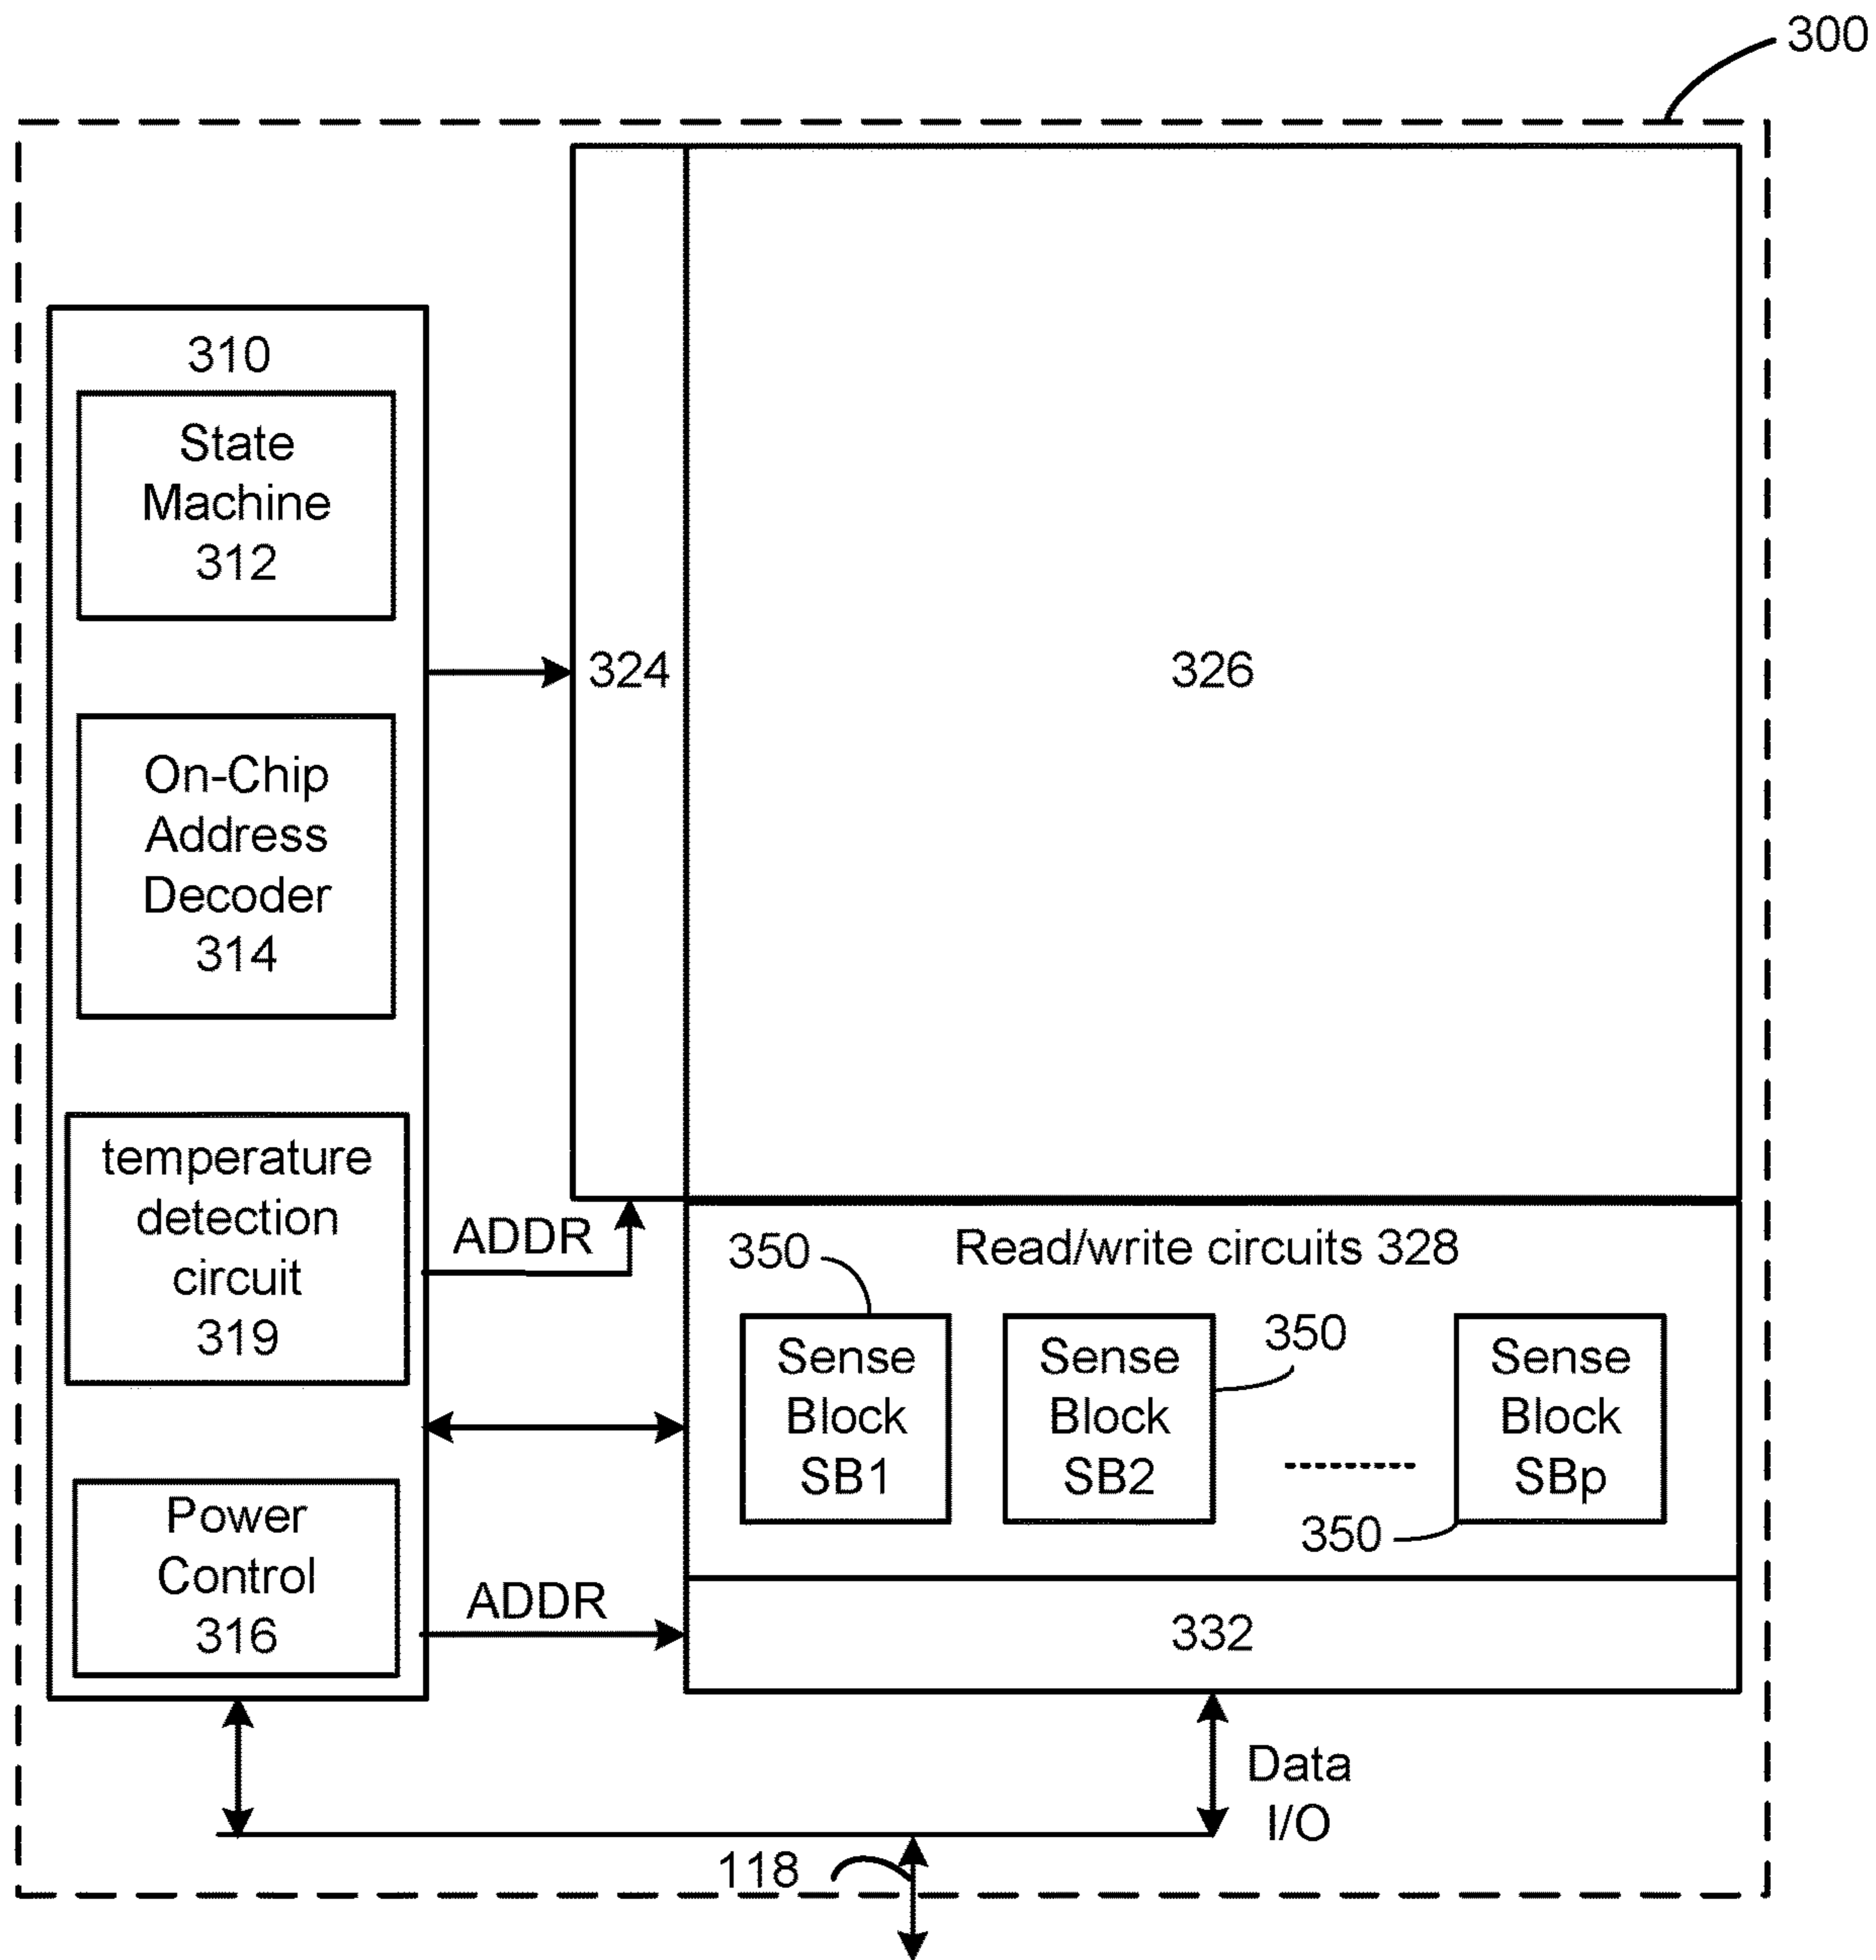 300
310
State
Machine
312
324
326
On-Chip
Address
Decoder
314
temperature
detection
circuit
319
ADDR
350
Read/write circuits 328
Sense
Block
SB1
Sense
Block
SB2
350
Sense
Block
SBp
350
Power
Control
316
ADDR
332
Data
I/O
118